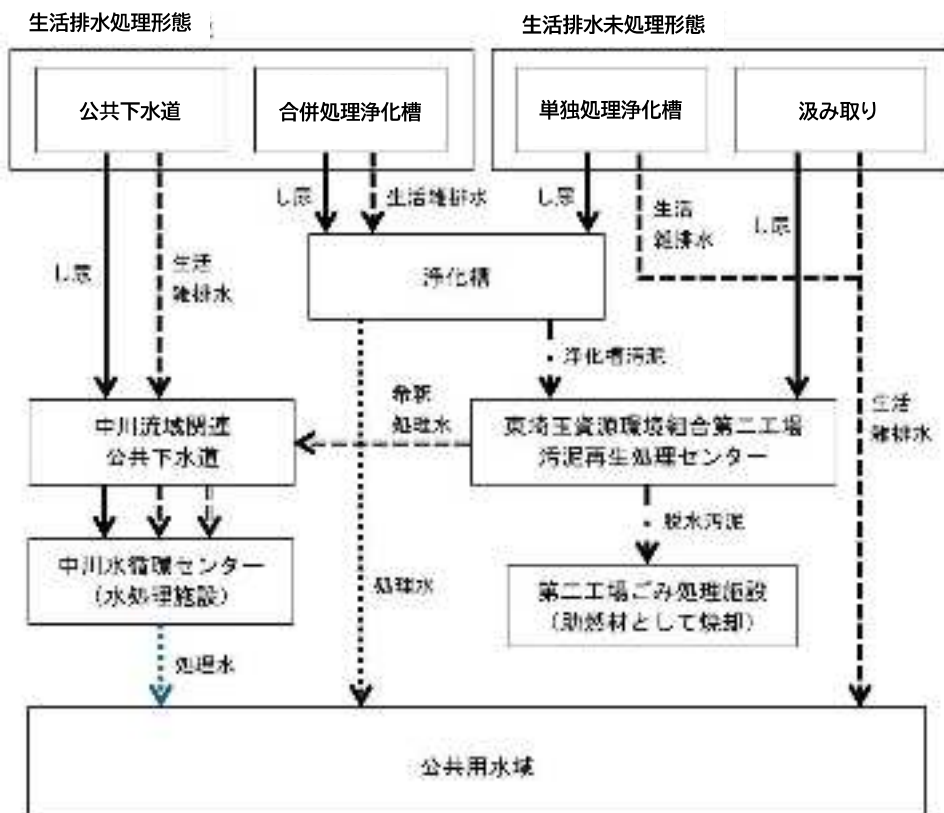 生活排水処理形態
生活排水未処理形態
公共下水道
合併処理浄化槽
単独処理浄化槽
汲み取り
し尿
生活雑排水
し尿
生活
雑排水
し尿
し尿
生活
雑排水
浄化槽
浄化槽汚泥
希釈
処理水
生活
雑排水
中川流域関連
公共下水道
東埼玉資源環境組合第二工場
汚泥再生処理センター
脱水汚泥
中川水循環センター
（水処理施設）
処理水
第二工場ごみ処理施設
（助燃材として焼却）
処理水
公共用水域